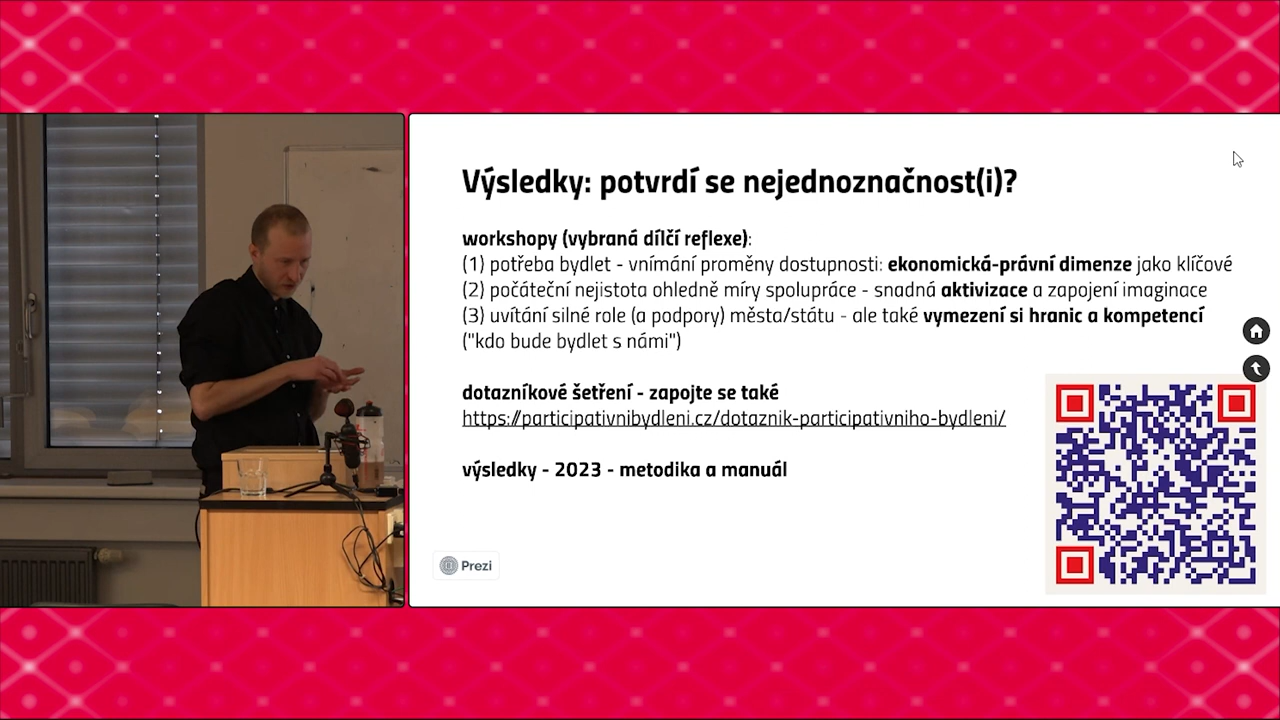 Výsledky: potvrdí se nejednoznačnost(i)?
workshopy (vybraná dílčí reflexe):
(1) potřeba bydlet - vnímání proměny dostupnosti: ekonomická-právní dimenze jako klíčové
(2) počáteční nejistota ohledně míry spolupráce - snadná aktivizace a zapojení imaginace
(3) uvítání silné role (a podpory) města/státu - ale také vymezení si hranic a kompetencí
("kdo bude bydlet s námi")
dotazníkové šetření - zapojte se také
https://participativnibydleni.cz/dotaznik-participativniho-bydleni/
výsledky - 2023 - metodika a manuál
Prezi